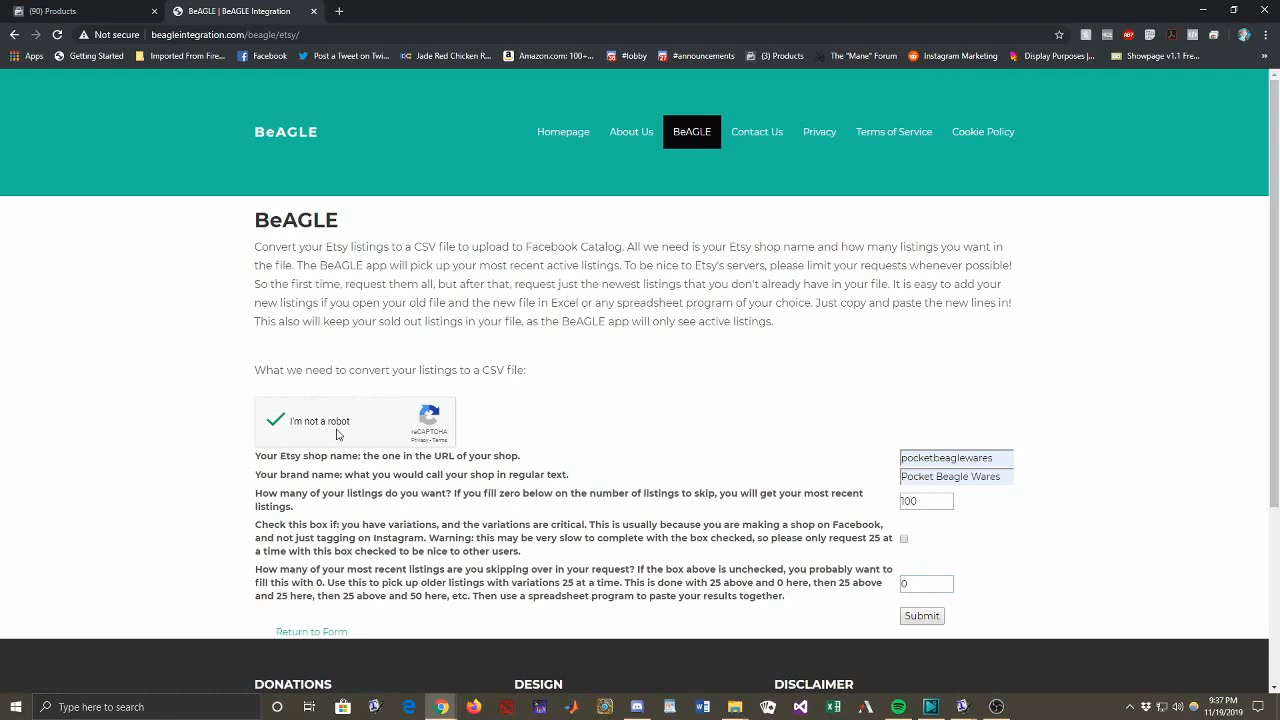 (90) Products
BeAGLE | BeAGLE Integration
Not secure | beagleintegration.com/beagle/etsy/
Apps Getting Started Imported From Fire... Facebook Post a Tweet on Twi... Jade Red Chicken R... Amazon.com: 100+... #lobby #announcements (3) Products The "Mane" Forum Instagram Marketing Display Purposes |... Showpage v1.1 Fre...
BeAGLE
Homepage About Us BeAGLE Contact Us Privacy Terms of Service Cookie Policy
BeAGLE
Convert your Etsy listings to a CSV file to upload to Facebook Catalog. All we need is your Etsy shop name and how many listings you want in
the file. The BeAGLE app will pick up your most recent active listings. To be nice to Etsy's servers, please limit your requests whenever possible!
So the first time, request them all, but after that, request just the newest listings that you don't already have in your file. It is easy to add your
new listings if you open your old file and the new file in Excel or any spreadsheet program of your choice. Just copy and paste the new lines in!
This also will keep your sold out listings in your file, as the BeAGLE app will only see active listings.
What we need to convert your listings to a CSV file:
I'm not a robot
reCAPTCHA
Privacy - Terms
Your Etsy shop name: the one in the URL of your shop.
pocketbeaglewares
Your brand name: what you would call your shop in regular text.
Pocket Beagle Wares
How many of your listings do you want? If you fill zero below on the number of listings to skip, you will get your most recent
listings.
100
Check this box if: you have variations, and the variations are critical. This is usually because you are making a shop on Facebook,
and not just tagging on Instagram. Warning: this may be very slow to complete with the box checked, so please only request 25 at
a time with this box checked to be nice to other users.
How many of your most recent listings are you skipping over in your request? If the box above is unchecked, you probably want to
fill this with 0. Use this to pick up older listings with variations 25 at a time. This is done with 25 above and 0 here, then 25 above
and 25 here, then 25 above and 50 here, etc. Then use a spreadsheet program to paste your results together.
0
Submit
Return to Form
DONATIONS DESIGN DISCLAIMER
Type here to search
9:37 PM
11/19/2019